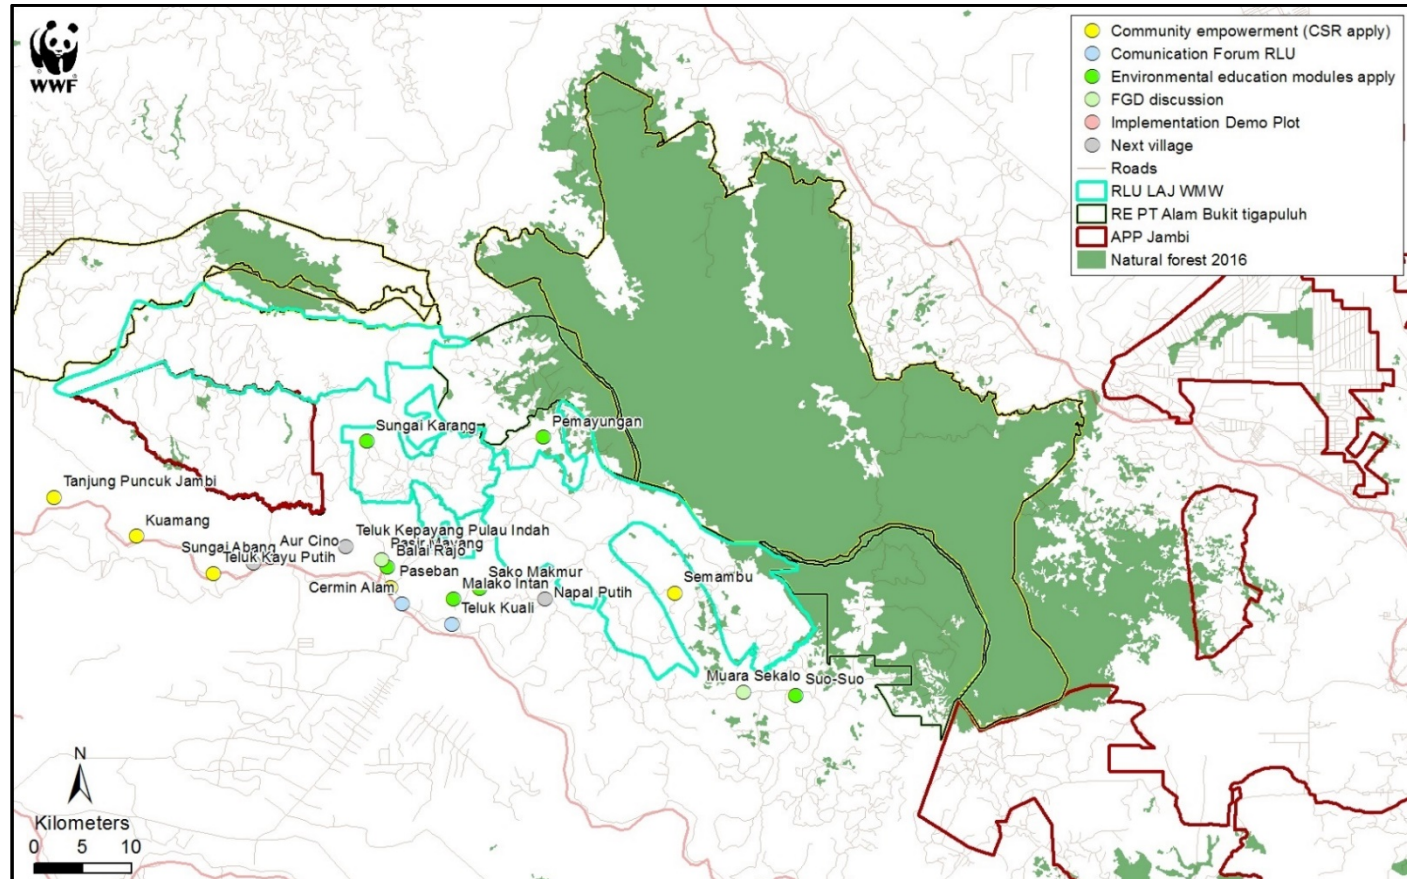 WWF
Community empowerment (CSR apply)
Comunication Forum RLU
Environmental education modules apply
FGD discussion
Implementation Demo Plot
Next village
Roads
RLU LAJ WMW
RE PT Alam Bukit tigapuluh
APP Jambi
Natural forest 2016
Sungai Karang
Pemayungan
Tanjung Puncuk Jambi
Kuamang
Sungai Abang
Aur Cino
Teluk Kayu Putih
Teluk Kepayang Pulau Indah
Pasir Mayang
Balai Rajo
Paseban
Cermin Alam
Sako Makmur
Malako Intan
Teluk Kuali
Napal Putih
Semambu
Muara Sekalo
Suo-Suo
N
Kilometers
0 5 10